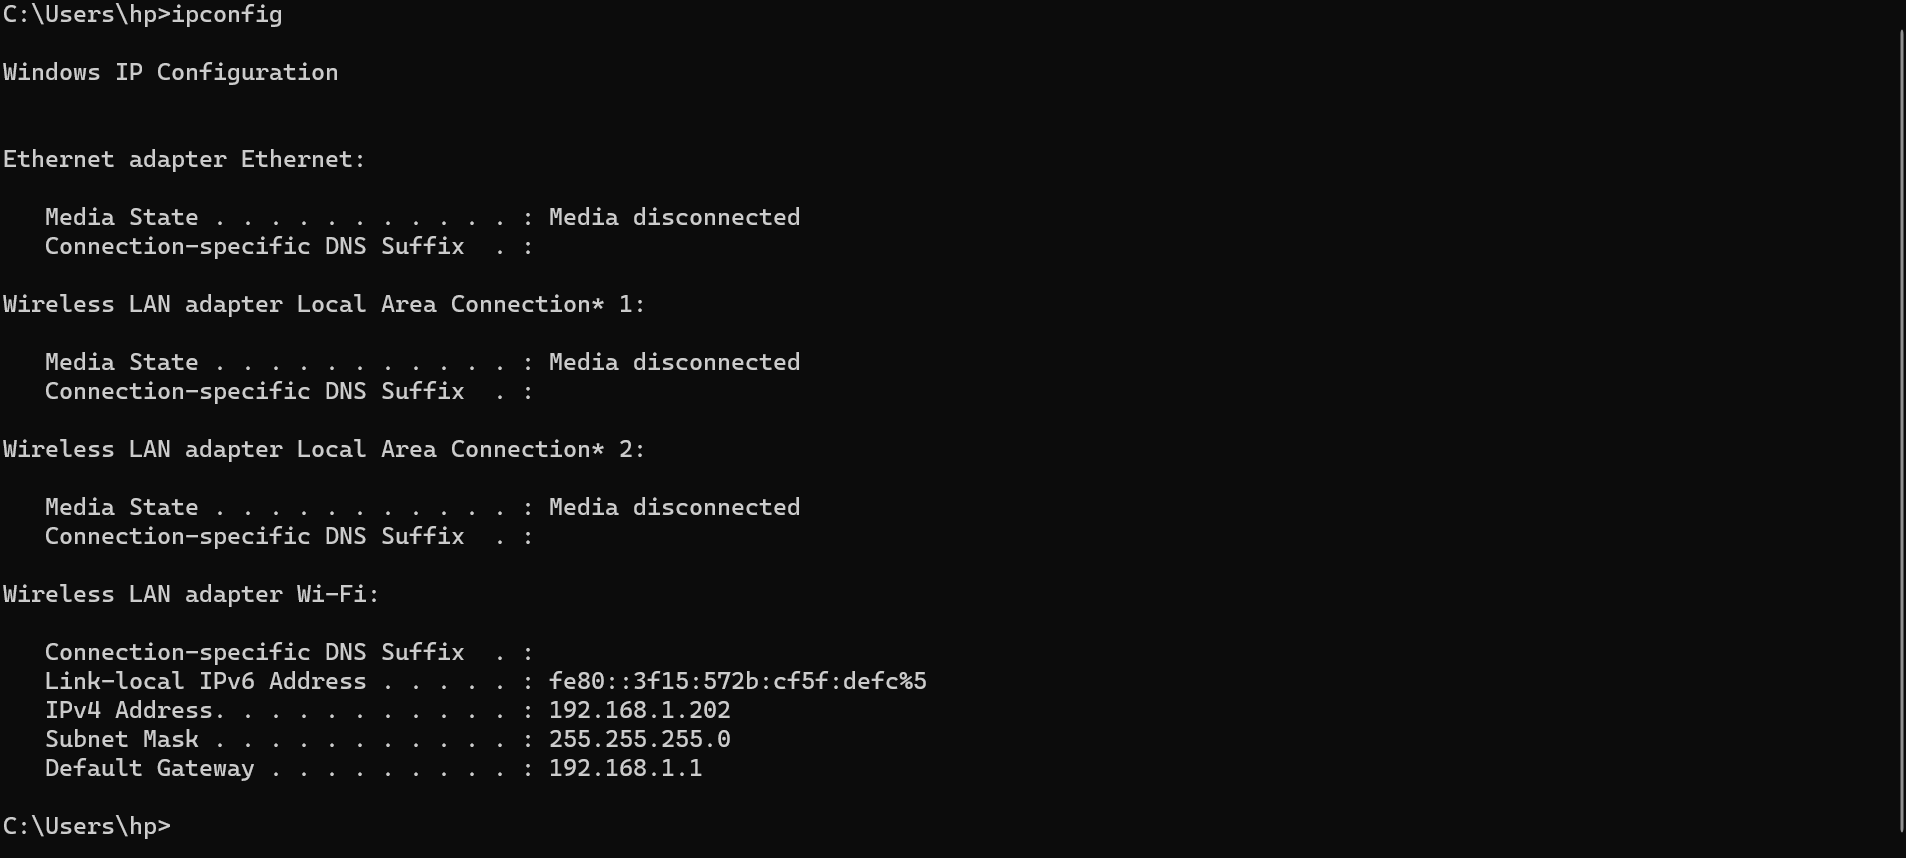 C:\Users\hp>ipconfig
Windows IP Configuration
Ethernet adapter Ethernet:
   Media State . . . . . . . . . . . : Media disconnected
   Connection-specific DNS Suffix  . :
Wireless LAN adapter Local Area Connection* 1:
   Media State . . . . . . . . . . . : Media disconnected
   Connection-specific DNS Suffix  . :
Wireless LAN adapter Local Area Connection* 2:
   Media State . . . . . . . . . . . : Media disconnected
   Connection-specific DNS Suffix  . :
Wireless LAN adapter Wi-Fi:
   Connection-specific DNS Suffix  . :
   Link-local IPv6 Address . . . . . : fe80::3f15:572b:cf5f:defc%5
   IPv4 Address. . . . . . . . . . . : 192.168.1.202
   Subnet Mask . . . . . . . . . . . : 255.255.255.0
   Default Gateway . . . . . . . . . : 192.168.1.1
C:\Users\hp>